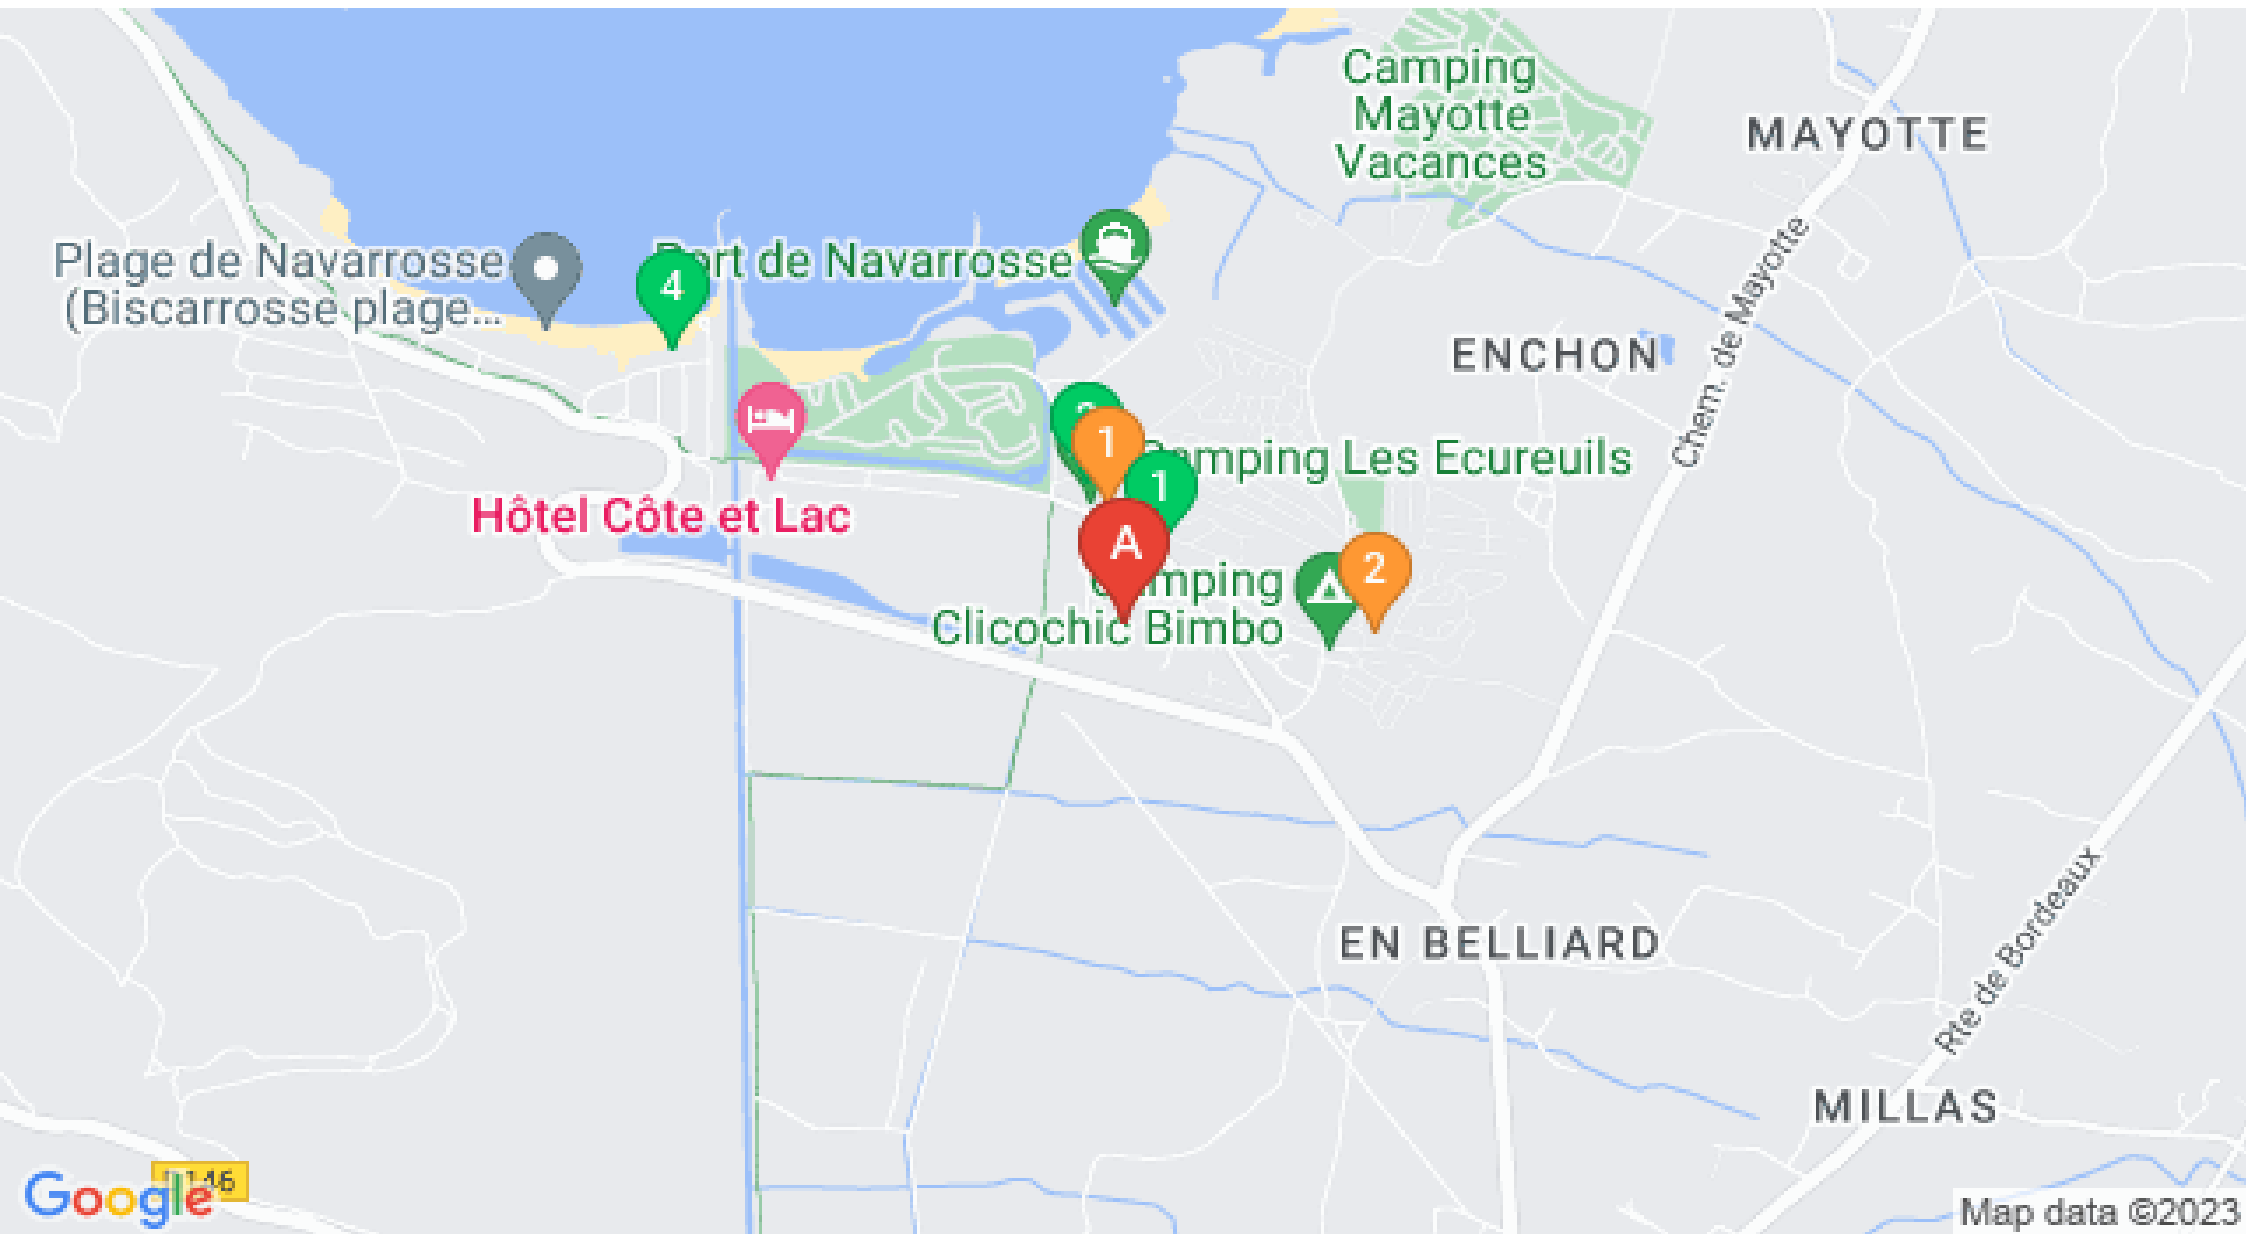 Camping
Mayotte
Vacances
MAYOTTE
Plage de Navarrosse
(Biscarrosse plage...
4
Port de Navarrosse
Chem. de Mayotte
ENCHON
1
Camping Les Ecureuils
1
Hôtel Côte et Lac
A
2
Camping
Clicochic Bimbo
EN BELLIARD
Rte de Bordeaux
MILLAS
Google
Map data ©2023